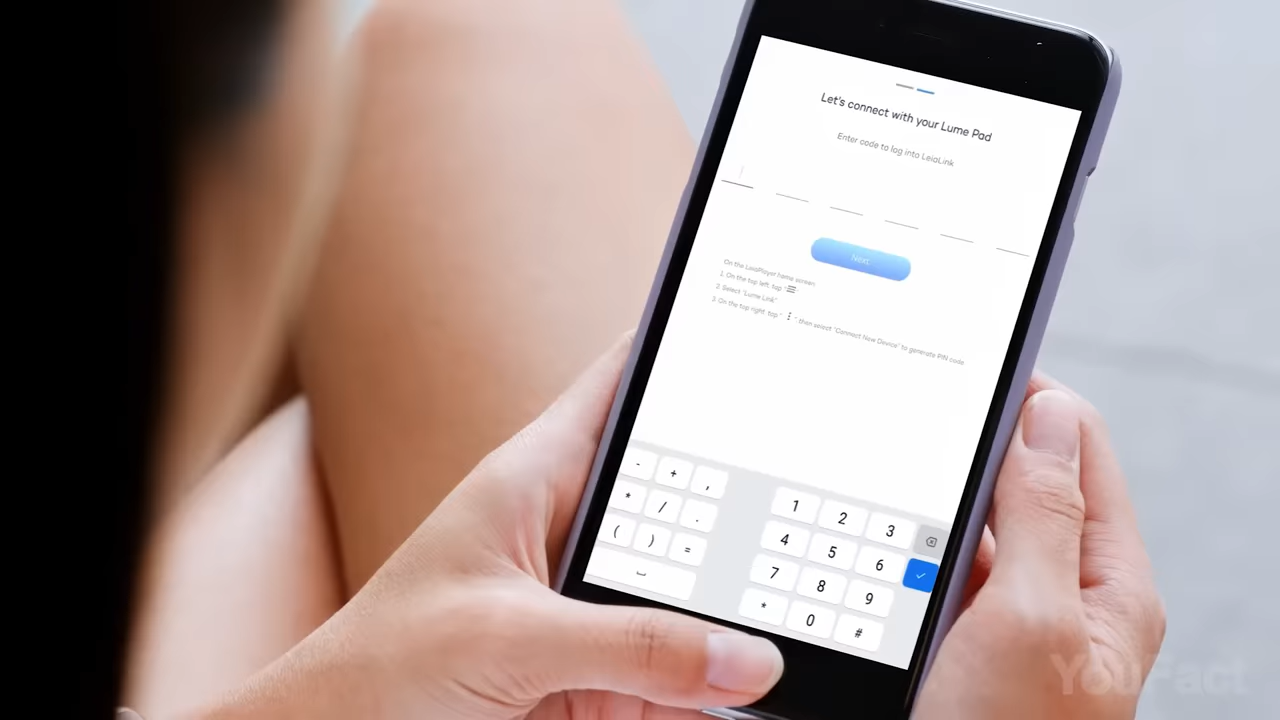 Let's connect with your Lume Pad
Enter code to log into LeiaLink
Next
On the LeiaPlayer home screen:
1. On the top left, tap "☰"
2. Select "Lume Link"
3. On the top right, tap "⋮" then select "Connect New Device" to generate PIN code
- + ,
* / .
( ) =
1 2 3
4 5 6
7 8 9
* 0 #
YouFact